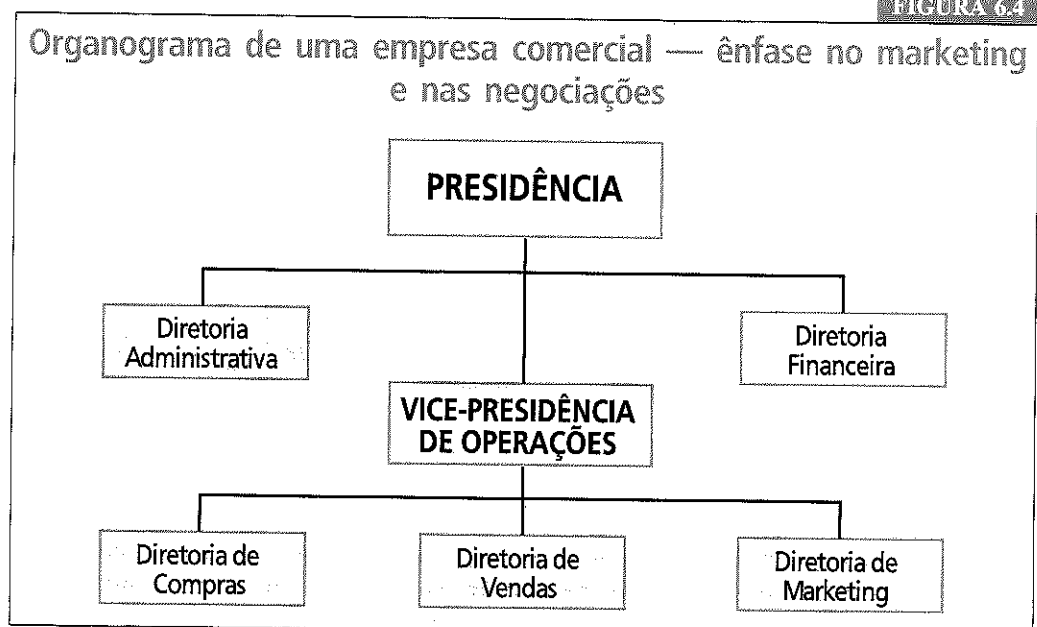 FIGURA 6.4
Organograma de uma empresa comercial — ênfase no marketing
e nas negociações
PRESIDÊNCIA
Diretoria
Administrativa
Diretoria
Financeira
VICE-PRESIDÊNCIA
DE OPERAÇÕES
Diretoria de
Compras
Diretoria de
Vendas
Diretoria de
Marketing